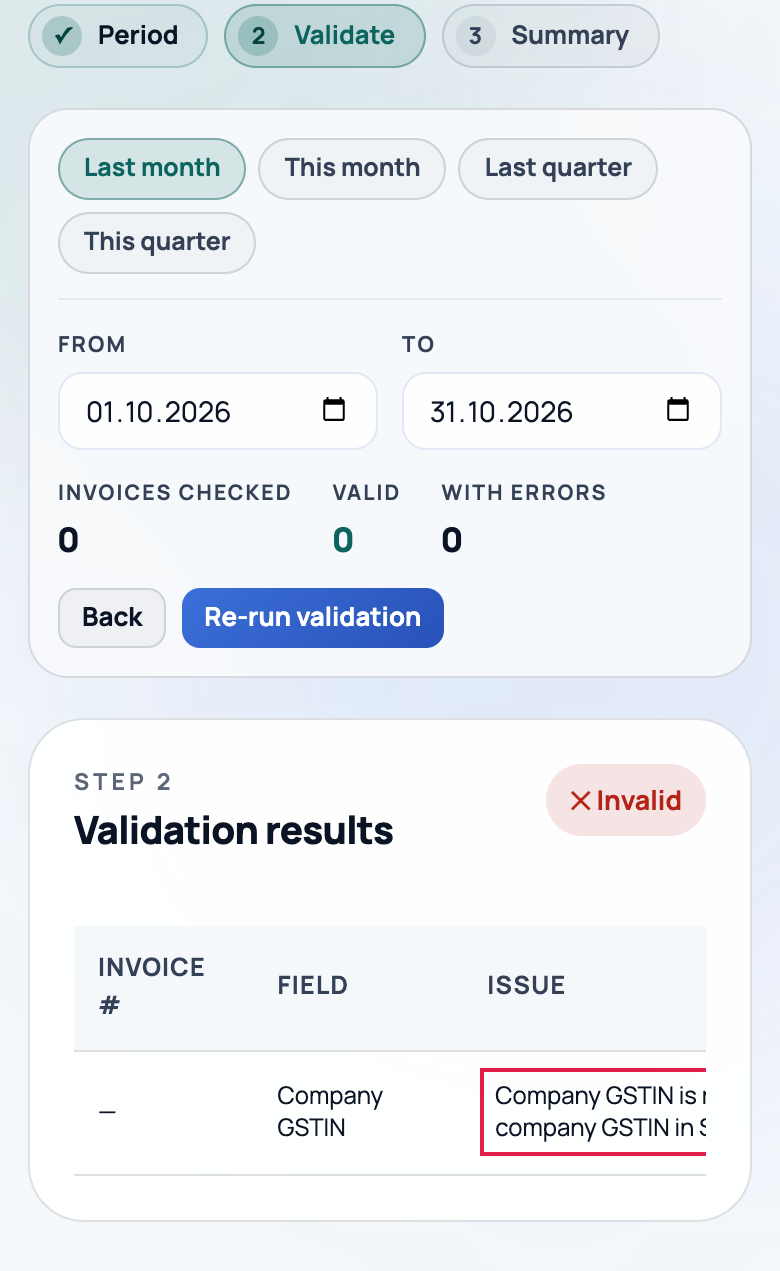 ✓ Period
2 Validate
3 Summary
Last month
This month
Last quarter
This quarter
FROM
TO
01.10.2026
31.10.2026
INVOICES CHECKED
VALID
WITH ERRORS
0
0
0
Back
Re-run validation
STEP 2
Validation results
✕ Invalid
INVOICE
#
FIELD
ISSUE
—
Company
GSTIN
Company GSTIN is
company GSTIN in